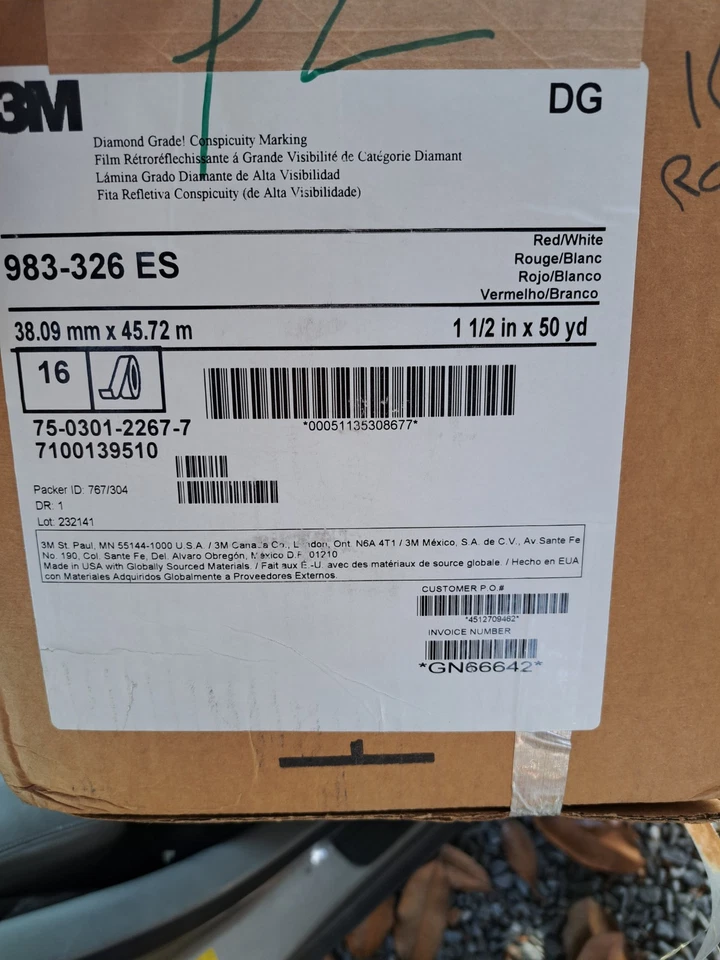 3M
DG
Diamond Grade! Conspicuity Marking
Film Rétroréflechissante á Grande Visibilité de Catégorie Diamant
Lámina Grado Diamante de Alta Visibilidad
Fita Refletiva Conspicuity (de Alta Visibilidade)
983-326 ES
Red/White
Rouge/Blanc
Rojo/Blanco
Vermelho/Branco
38.09 mm x 45.72 m
1 1/2 in x 50 yd
16
*00051135308677*
75-0301-2267-7
7100139510
Packer ID: 767/304
DR: 1
Lot: 232141
3M St. Paul, MN 55144-1000 U.S.A. / 3M Canada Co., London, Ont. N6A 4T1 / 3M México, S.A. de C.V., Av Sante Fe
No. 190, Col. Sante Fe, Del. Alvaro Obregón, México D.F. 01210
Made in USA with Globally Sourced Materials. / Fait aux É.-U. avec des matériaux de source globale. / Hecho en EUA
con Materiales Adquiridos Globalmente a Proveedores Externos.
CUSTOMER P.O.#
*4512709462*
INVOICE NUMBER
*GN66642*